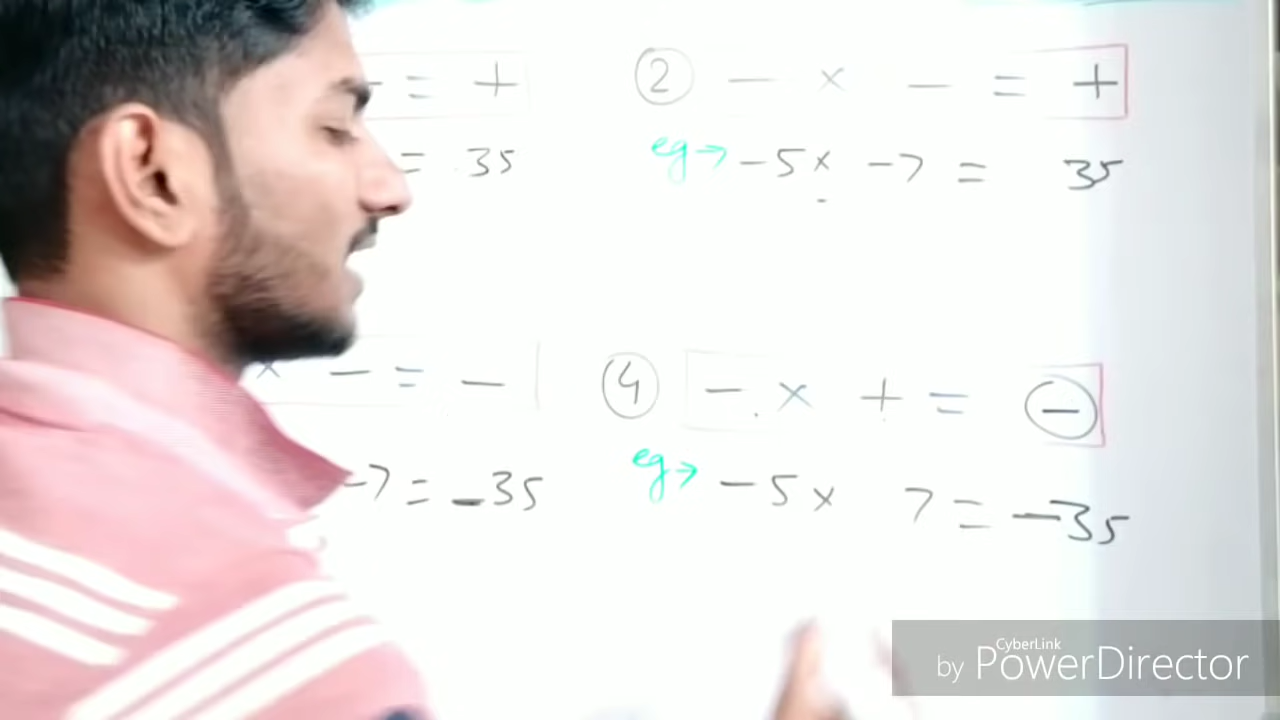 - = +
② - × - = +
= 35
eg → -5 × -7 = 35
× - = -
④ - × + = -
-7 = -35
eg → -5 × 7 = -35
CyberLink
by PowerDirector